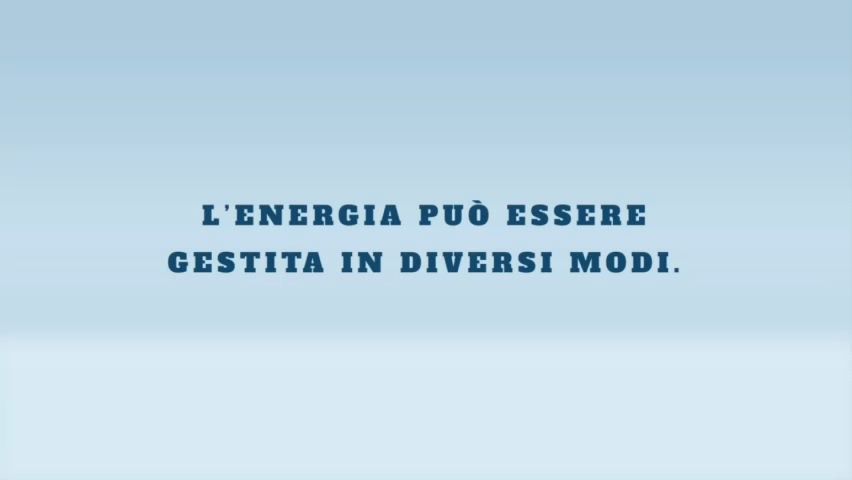 L’ENERGIA PUÒ ESSERE
GESTITA IN DIVERSI MODI.